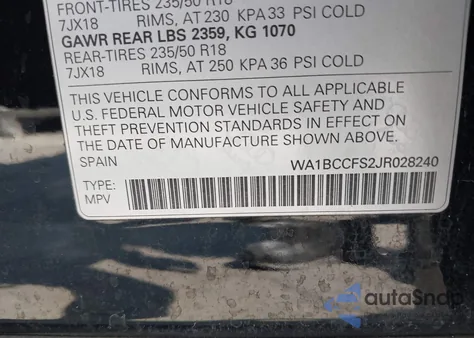 FRONT-TIRES 235/50 R18
7JX18 RIMS, AT 230 KPA 33 PSI COLD
GAWR REAR LBS 2359, KG 1070
REAR-TIRES 235/50 R18
7JX18 RIMS, AT 250 KPA 36 PSI COLD
THIS VEHICLE CONFORMS TO ALL APPLICABLE
U.S. FEDERAL MOTOR VEHICLE SAFETY AND
THEFT PREVENTION STANDARDS IN EFFECT ON
THE DATE OF MANUFACTURE SHOWN ABOVE.
SPAIN WA1BCCFS2JR028240
TYPE:
MPV
autaSnap